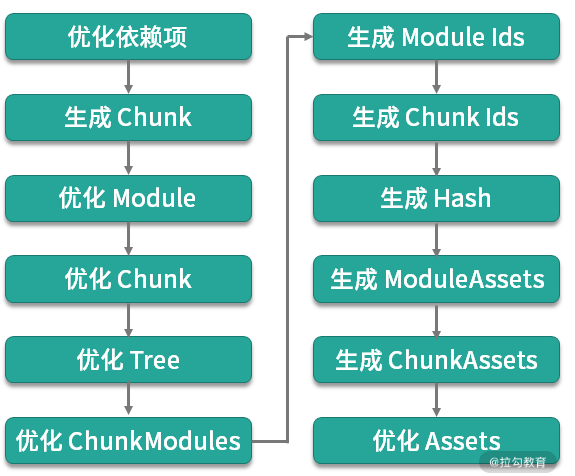 优化依赖项
生成 Chunk
优化 Module
优化 Chunk
优化 Tree
优化 ChunkModules
生成 Module Ids
生成 Chunk Ids
生成 Hash
生成 ModuleAssets
生成 ChunkAssets
优化 Assets
@拉勾教育